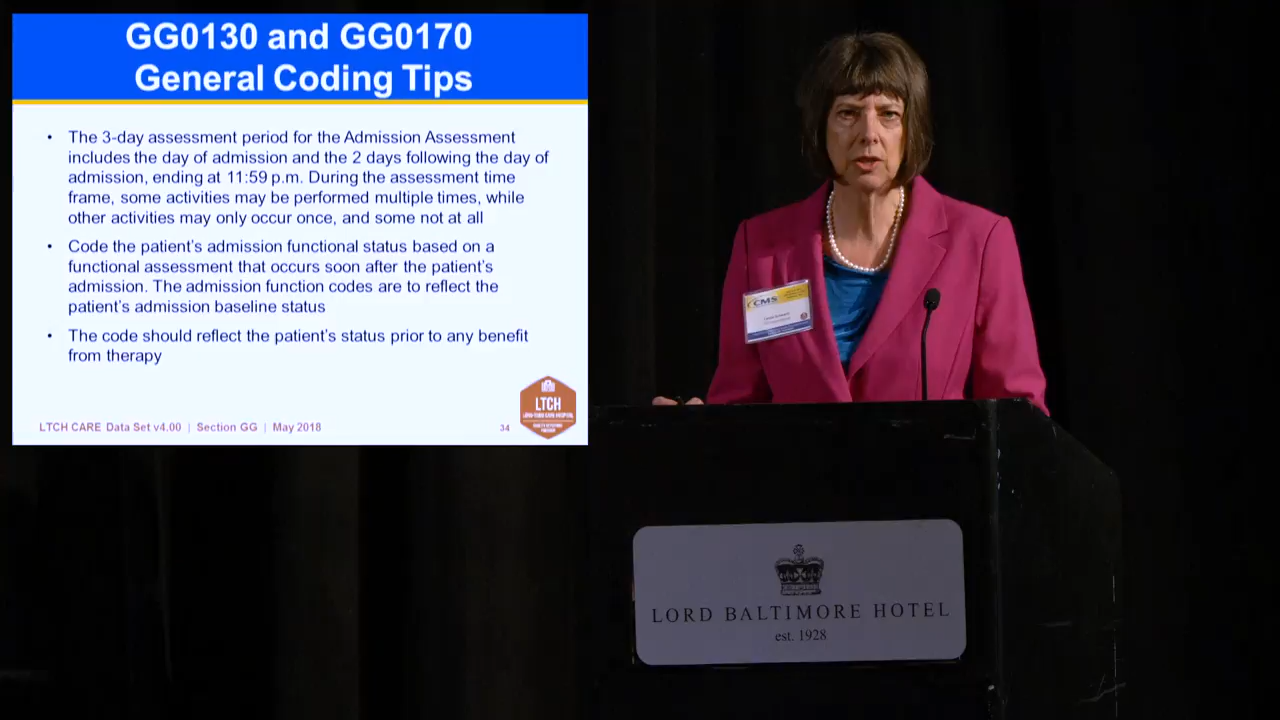 GG0130 and GG0170
General Coding Tips
• The 3-day assessment period for the Admission Assessment
includes the day of admission and the 2 days following the day of
admission, ending at 11:59 p.m. During the assessment time
frame, some activities may be performed multiple times, while
other activities may only occur once, and some not at all
• Code the patient's admission functional status based on a
functional assessment that occurs soon after the patient's
admission. The admission function codes are to reflect the
patient's admission baseline status
• The code should reflect the patient's status prior to any benefit
from therapy
LTCH
LTCH CARE Data Set v4.00 | Section GG | May 2018
34
CMS
LORD BALTIMORE HOTEL
est. 1928